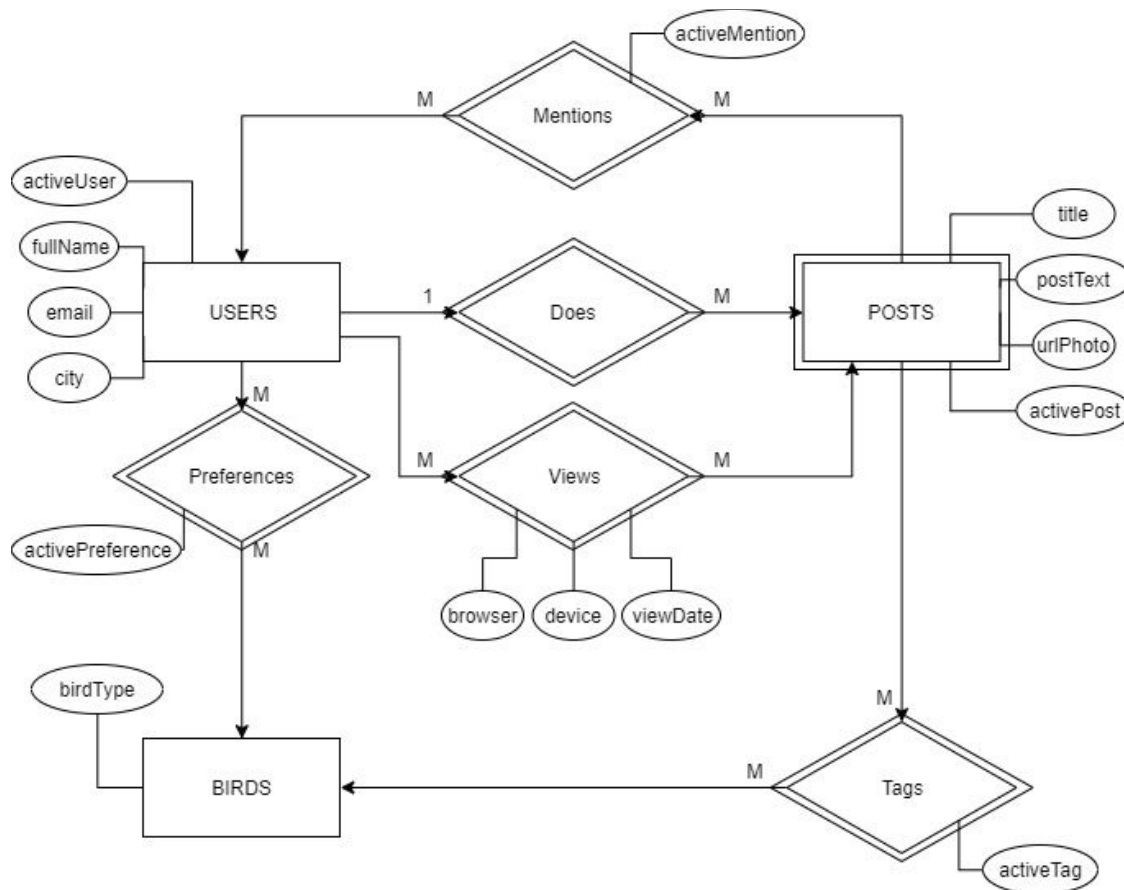 activeMention
M
Mentions
M
activeUser
title
fullName
postText
email
USERS
1
Does
M
POSTS
urlPhoto
city
activePost
M
M
Views
M
Preferences
activePreference
M
browser
device
viewDate
birdType
M
BIRDS
M
Tags
activeTag